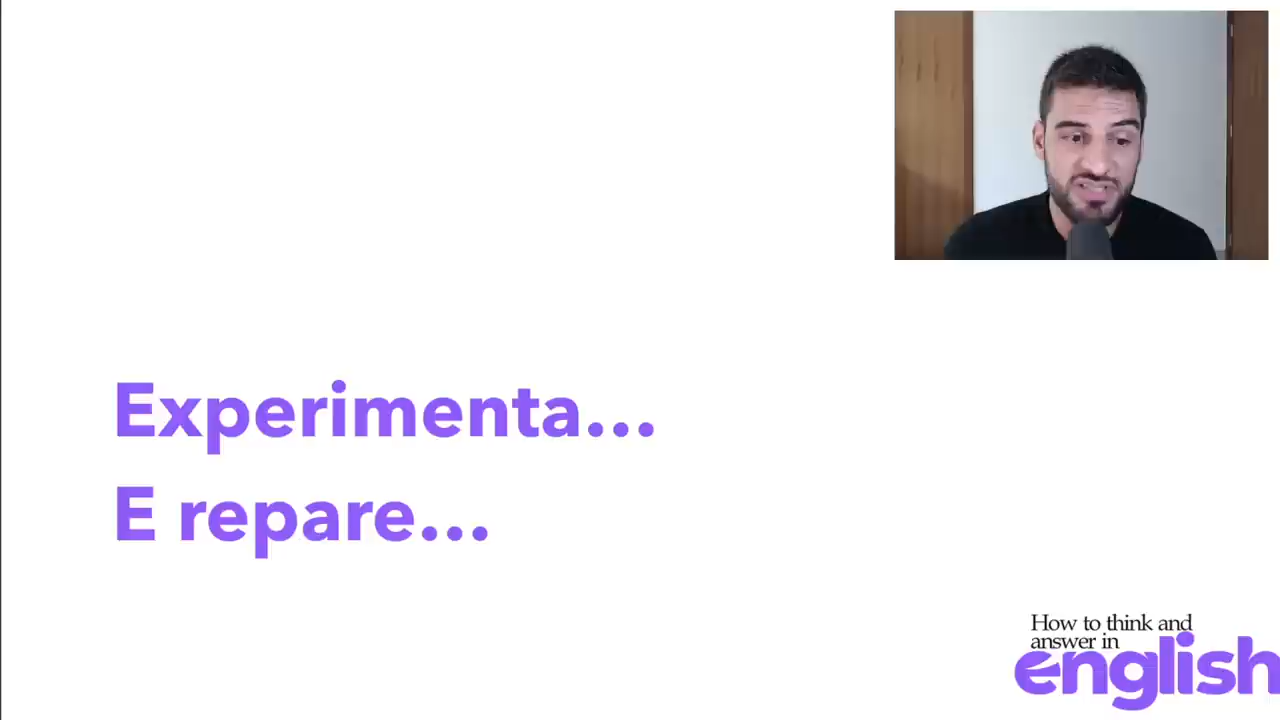 Experimenta...
E repare...
How to think and
answer in
english